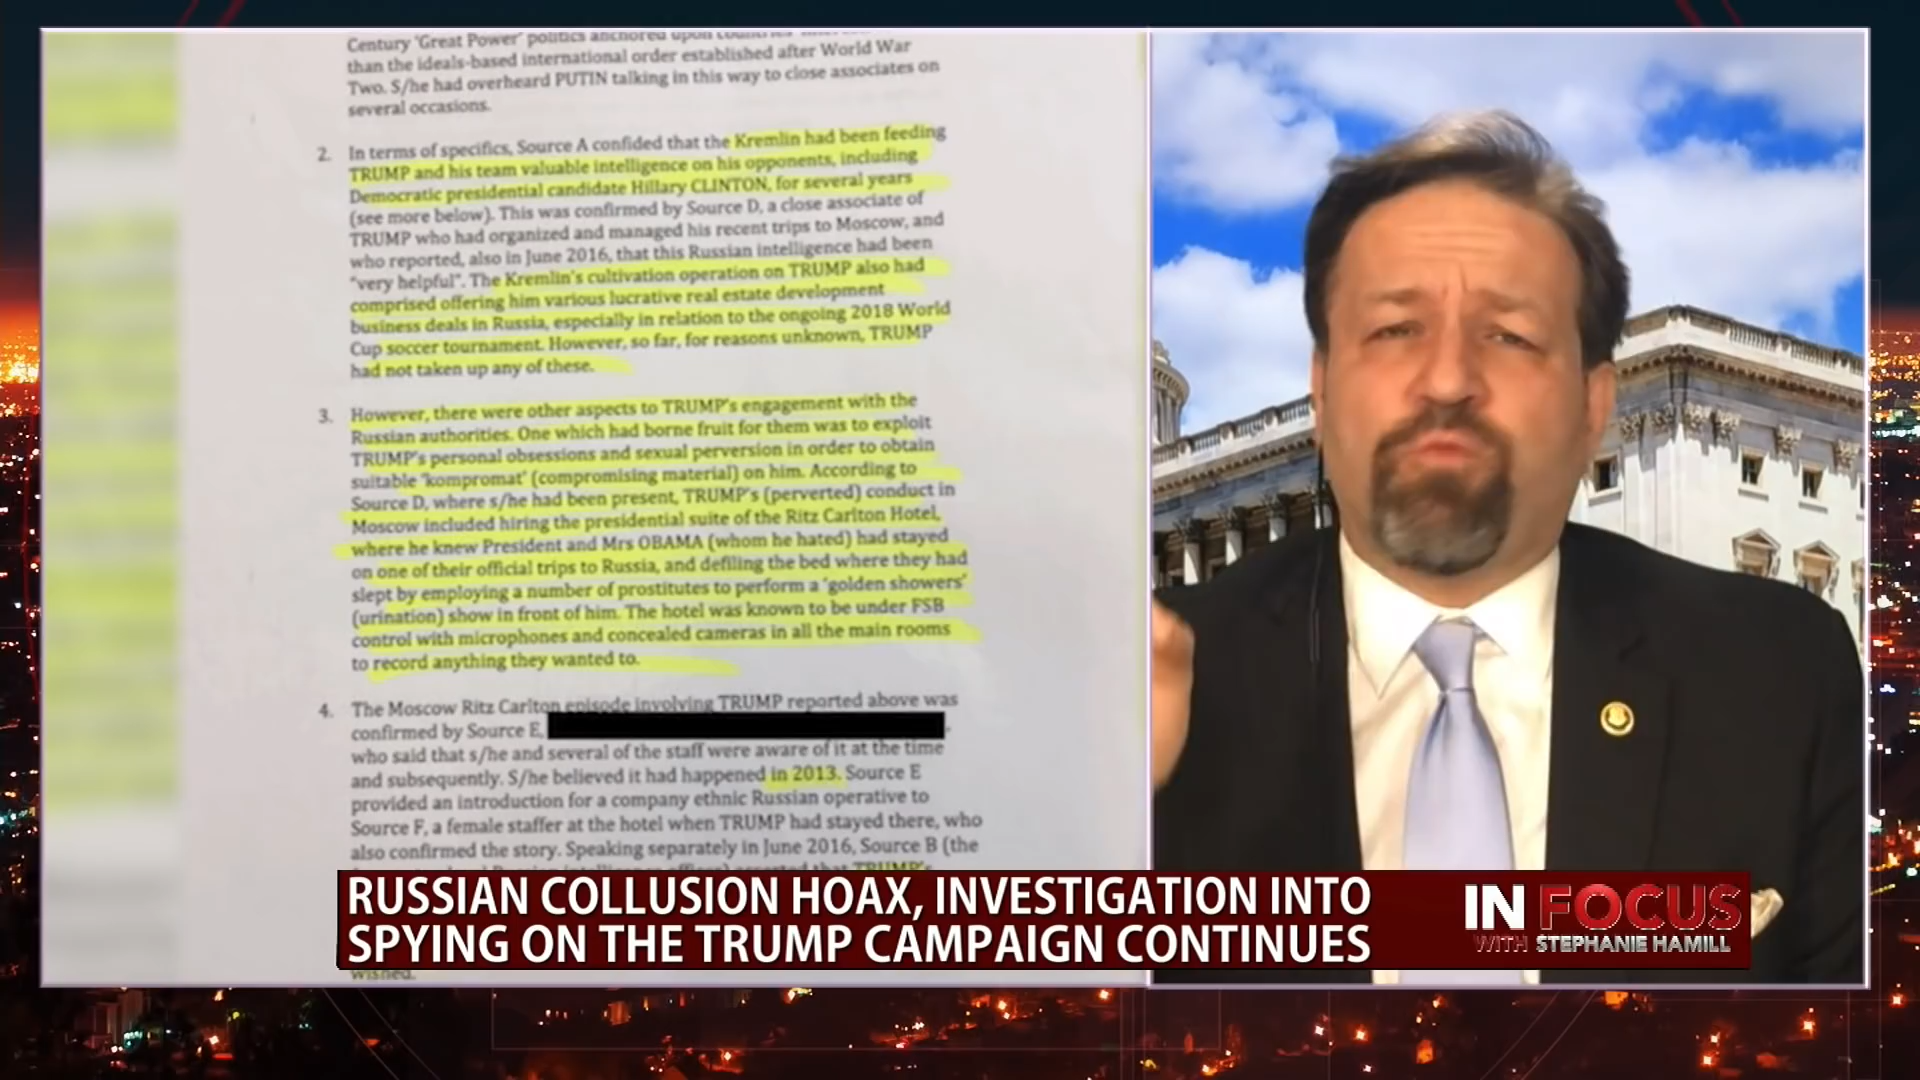 Century 'Great Power' politics anchored upon countries'
than the ideals-based international order established after World War
Two. S/he had overheard PUTIN talking in this way to close associates on
several occasions.
2. In terms of specifics, Source A confided that the Kremlin had been feeding
TRUMP and his team valuable intelligence on his opponents, including
Democratic presidential candidate Hillary CLINTON, for several years
(see more below). This was confirmed by Source D, a close associate of
TRUMP who had organized and managed his recent trips to Moscow, and
who reported, also in June 2016, that this Russian intelligence had been
"very helpful". The Kremlin's cultivation operation on TRUMP also had
comprised offering him various lucrative real estate development
business deals in Russia, especially in relation to the ongoing 2018 World
Cup soccer tournament. However, so far, for reasons unknown, TRUMP
had not taken up any of these.
3. However, there were other aspects to TRUMP's engagement with the
Russian authorities. One which had borne fruit for them was to exploit
TRUMP's personal obsessions and sexual perversion in order to obtain
suitable 'kompromat' (compromising material) on him. According to
Source D, where s/he had been present, TRUMP's (perverted) conduct in
Moscow included hiring the presidential suite of the Ritz Carlton Hotel,
where he knew President and Mrs OBAMA (whom he hated) had stayed
on one of their official trips to Russia, and defiling the bed where they had
slept by employing a number of prostitutes to perform a 'golden showers'
(urination) show in front of him. The hotel was known to be under FSB
control with microphones and concealed cameras in all the main rooms
to record anything they wanted to.
4. The Moscow Ritz Carlton episode involving TRUMP reported above was
confirmed by Source E,
who said that s/he and several of the staff were aware of it at the time
and subsequently. S/he believed it had happened in 2013. Source E
provided an introduction for a company ethnic Russian operative to
Source F, a female staffer at the hotel when TRUMP had stayed there, who
also confirmed the story. Speaking separately in June 2016, Source B (the
asserted that TRUMP's
wished.
RUSSIAN COLLUSION HOAX, INVESTIGATION INTO
SPYING ON THE TRUMP CAMPAIGN CONTINUES
IN FOCUS
WITH STEPHANIE HAMILL